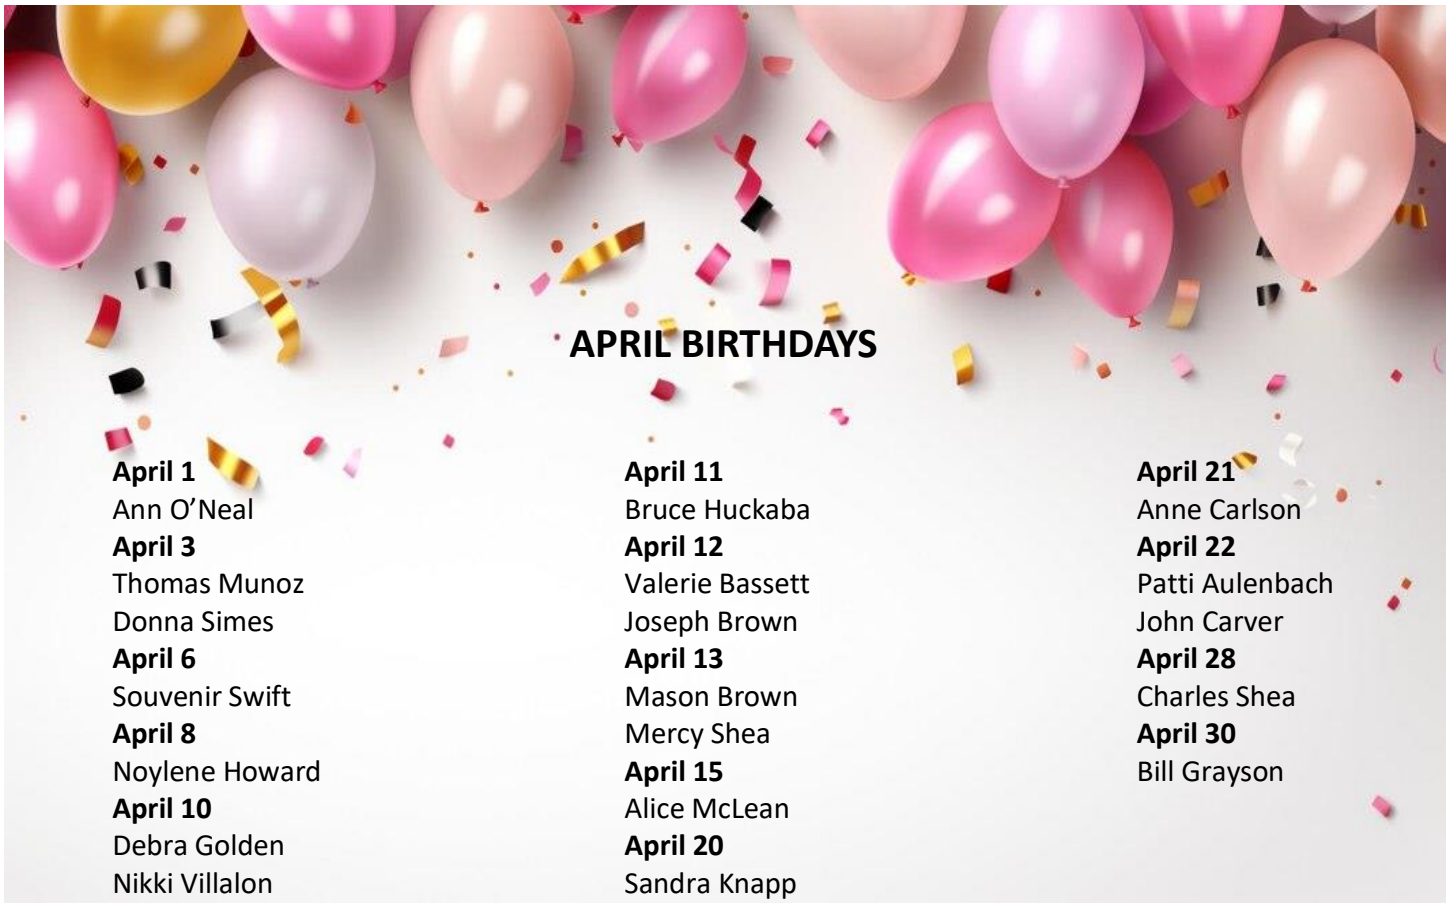 APRIL BIRTHDAYS
April 1
Ann O’Neal
April 3
Thomas Munoz
Donna Simes
April 6
Souvenir Swift
April 8
Noylene Howard
April 10
Debra Golden
Nikki Villalon
April 11
Bruce Huckaba
April 12
Valerie Bassett
Joseph Brown
April 13
Mason Brown
Mercy Shea
April 15
Alice McLean
April 20
Sandra Knapp
April 21
Anne Carlson
April 22
Patti Aulenbach
John Carver
April 28
Charles Shea
April 30
Bill Grayson